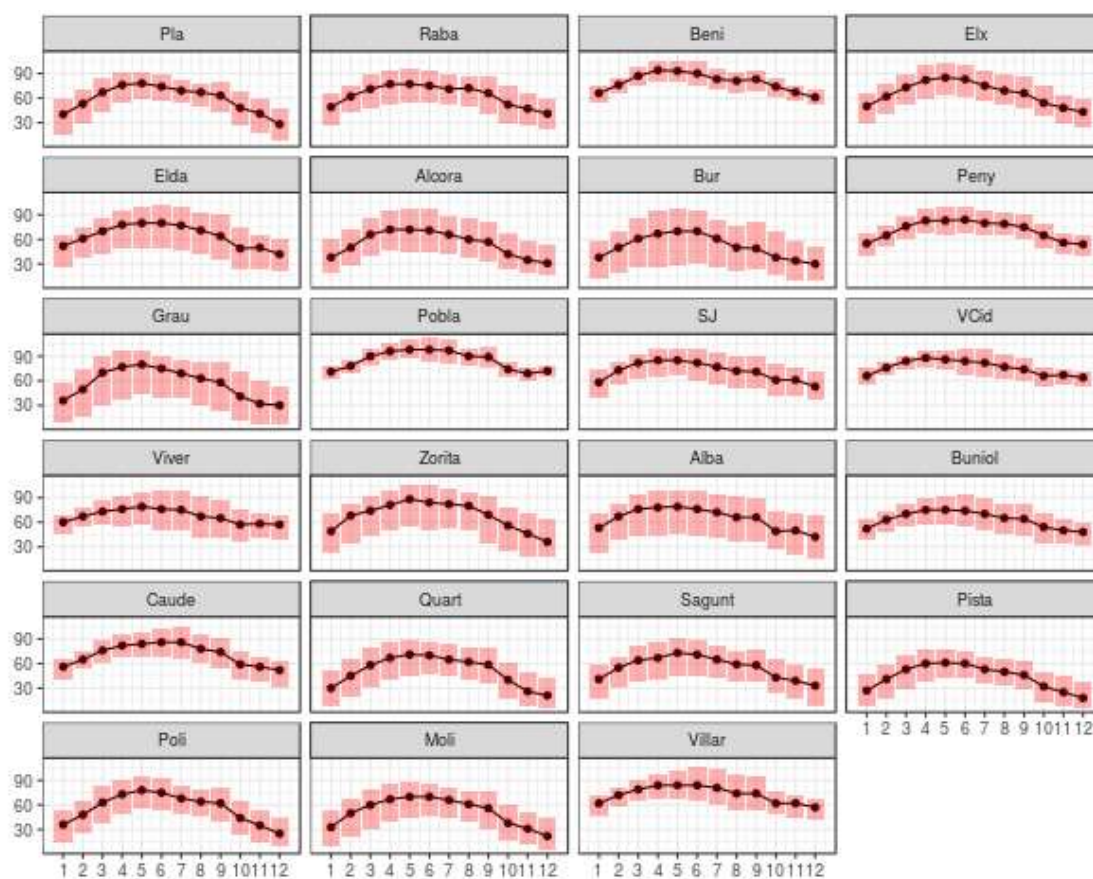 Pla Raba Beni Elx
90
60
30
Elda Alcora Bur Peny
90
60
30
Grau Pobla SJ VCid
90
60
30
Viver Zorita Alba Buniol
90
60
30
Caude Quart Sagunt Pista
90
60
30
1 2 3 4 5 6 7 8 9 10 11 12
Poli Moli Villar
90
60
30
1 2 3 4 5 6 7 8 9 10 11 12 1 2 3 4 5 6 7 8 9 10 11 12 1 2 3 4 5 6 7 8 9 10 11 12